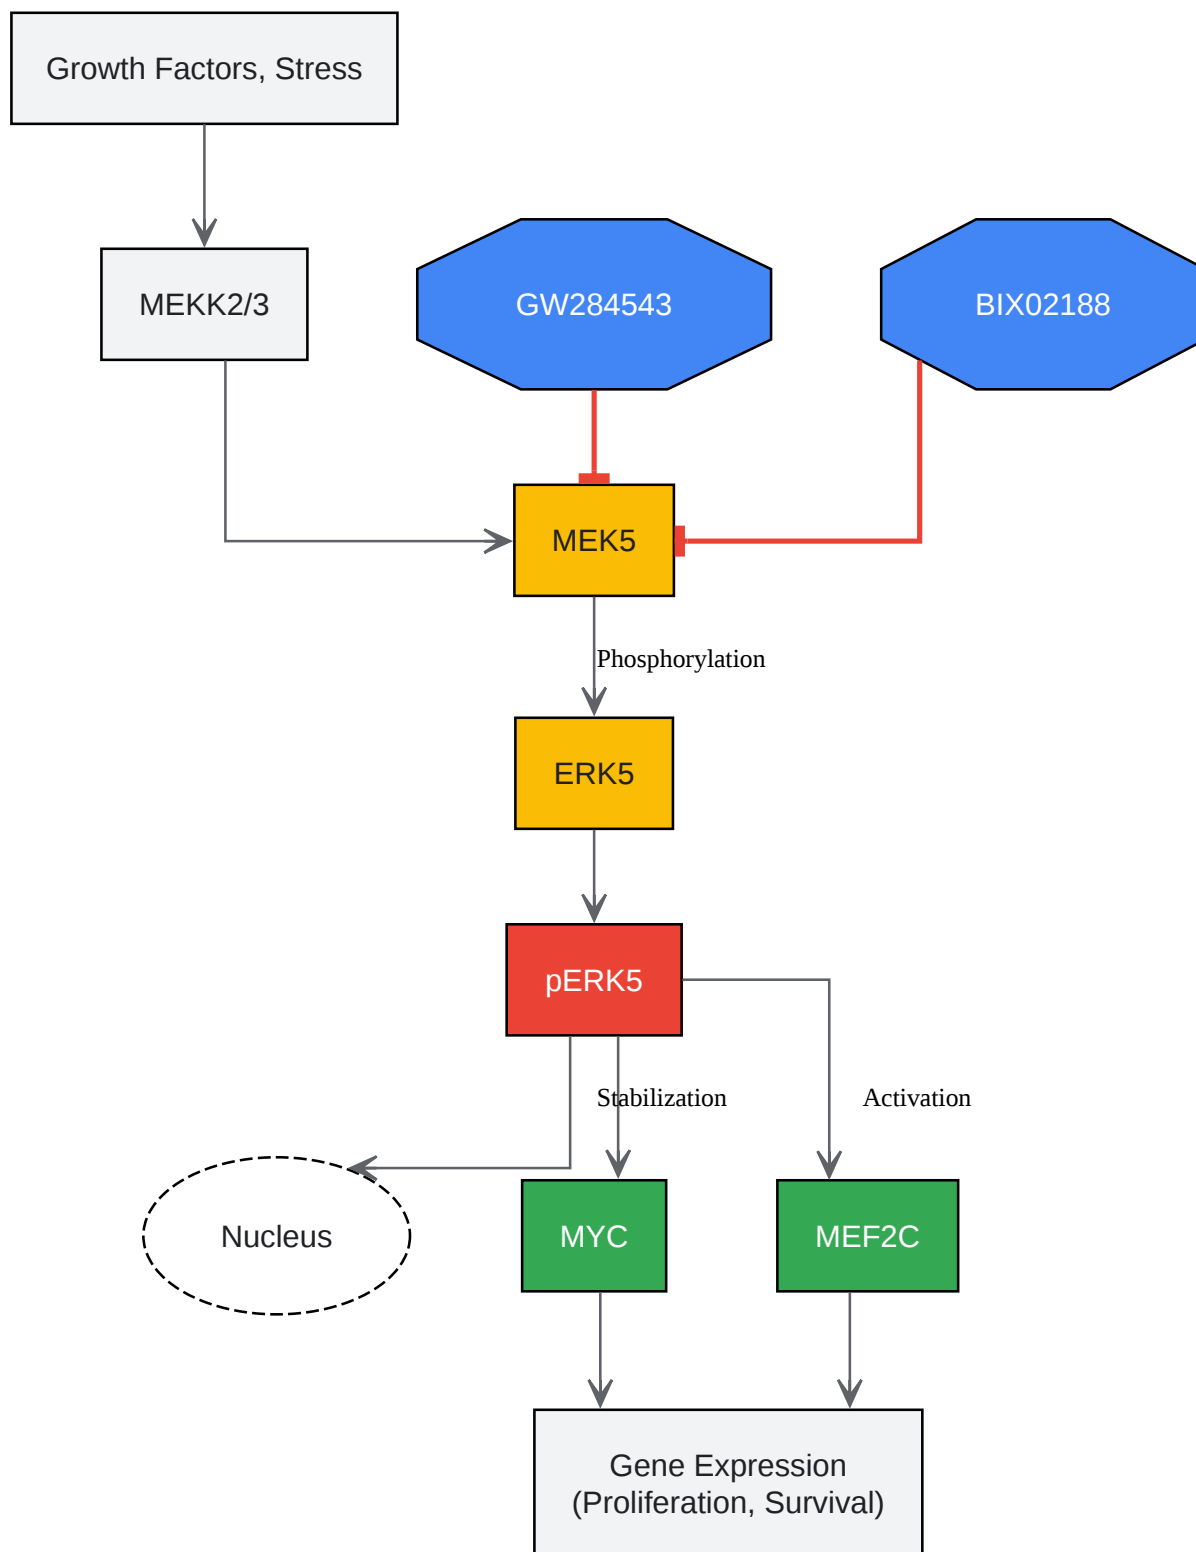 Growth Factors, Stress
MEKK2/3
GW284543
BIX02188
MEK5
Phosphorylation
ERK5
pERK5
Stabilization
Activation
Nucleus
MYC
MEF2C
Gene Expression
(Proliferation, Survival)